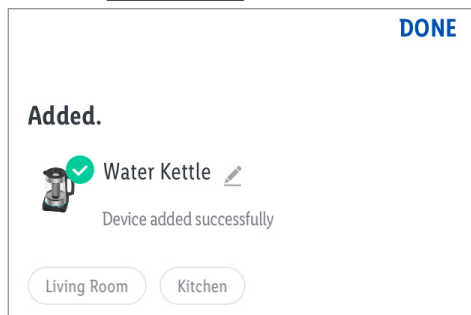 DONE
Added.
Water Kettle
Device added successfully
Living Room Kitchen